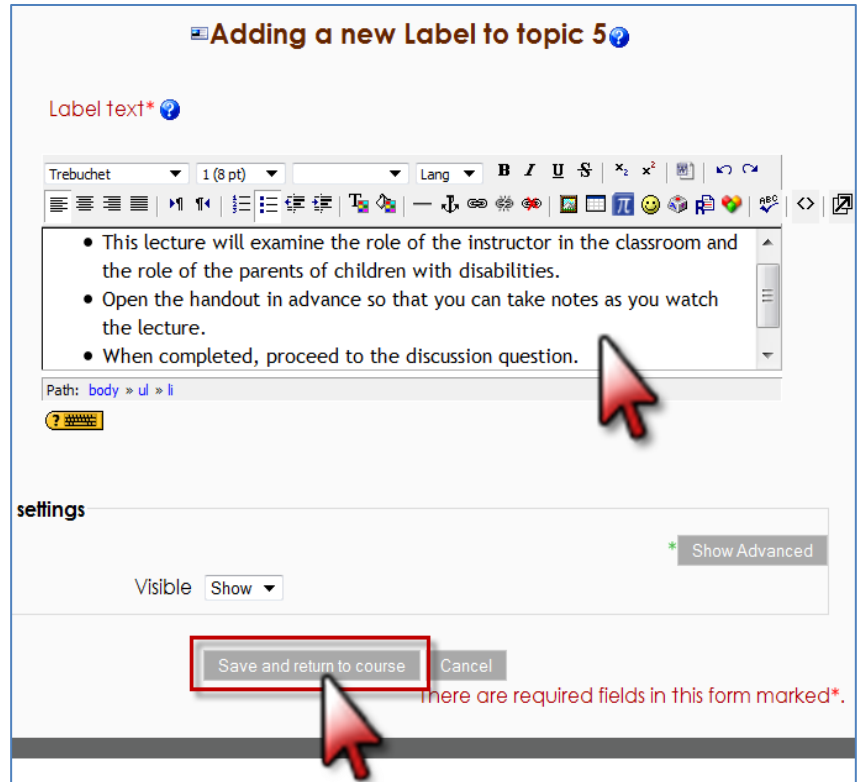 Adding a new Label to topic 5
Label text*
Trebuchet 1 (8 pt) Lang B I U S x₂ x²
ABC
This lecture will examine the role of the instructor in the classroom and
the role of the parents of children with disabilities.
Open the handout in advance so that you can take notes as you watch
the lecture.
When completed, proceed to the discussion question.
Path: body » ul » li
?
settings
* Show Advanced
Visible Show
Save and return to course Cancel
There are required fields in this form marked*.